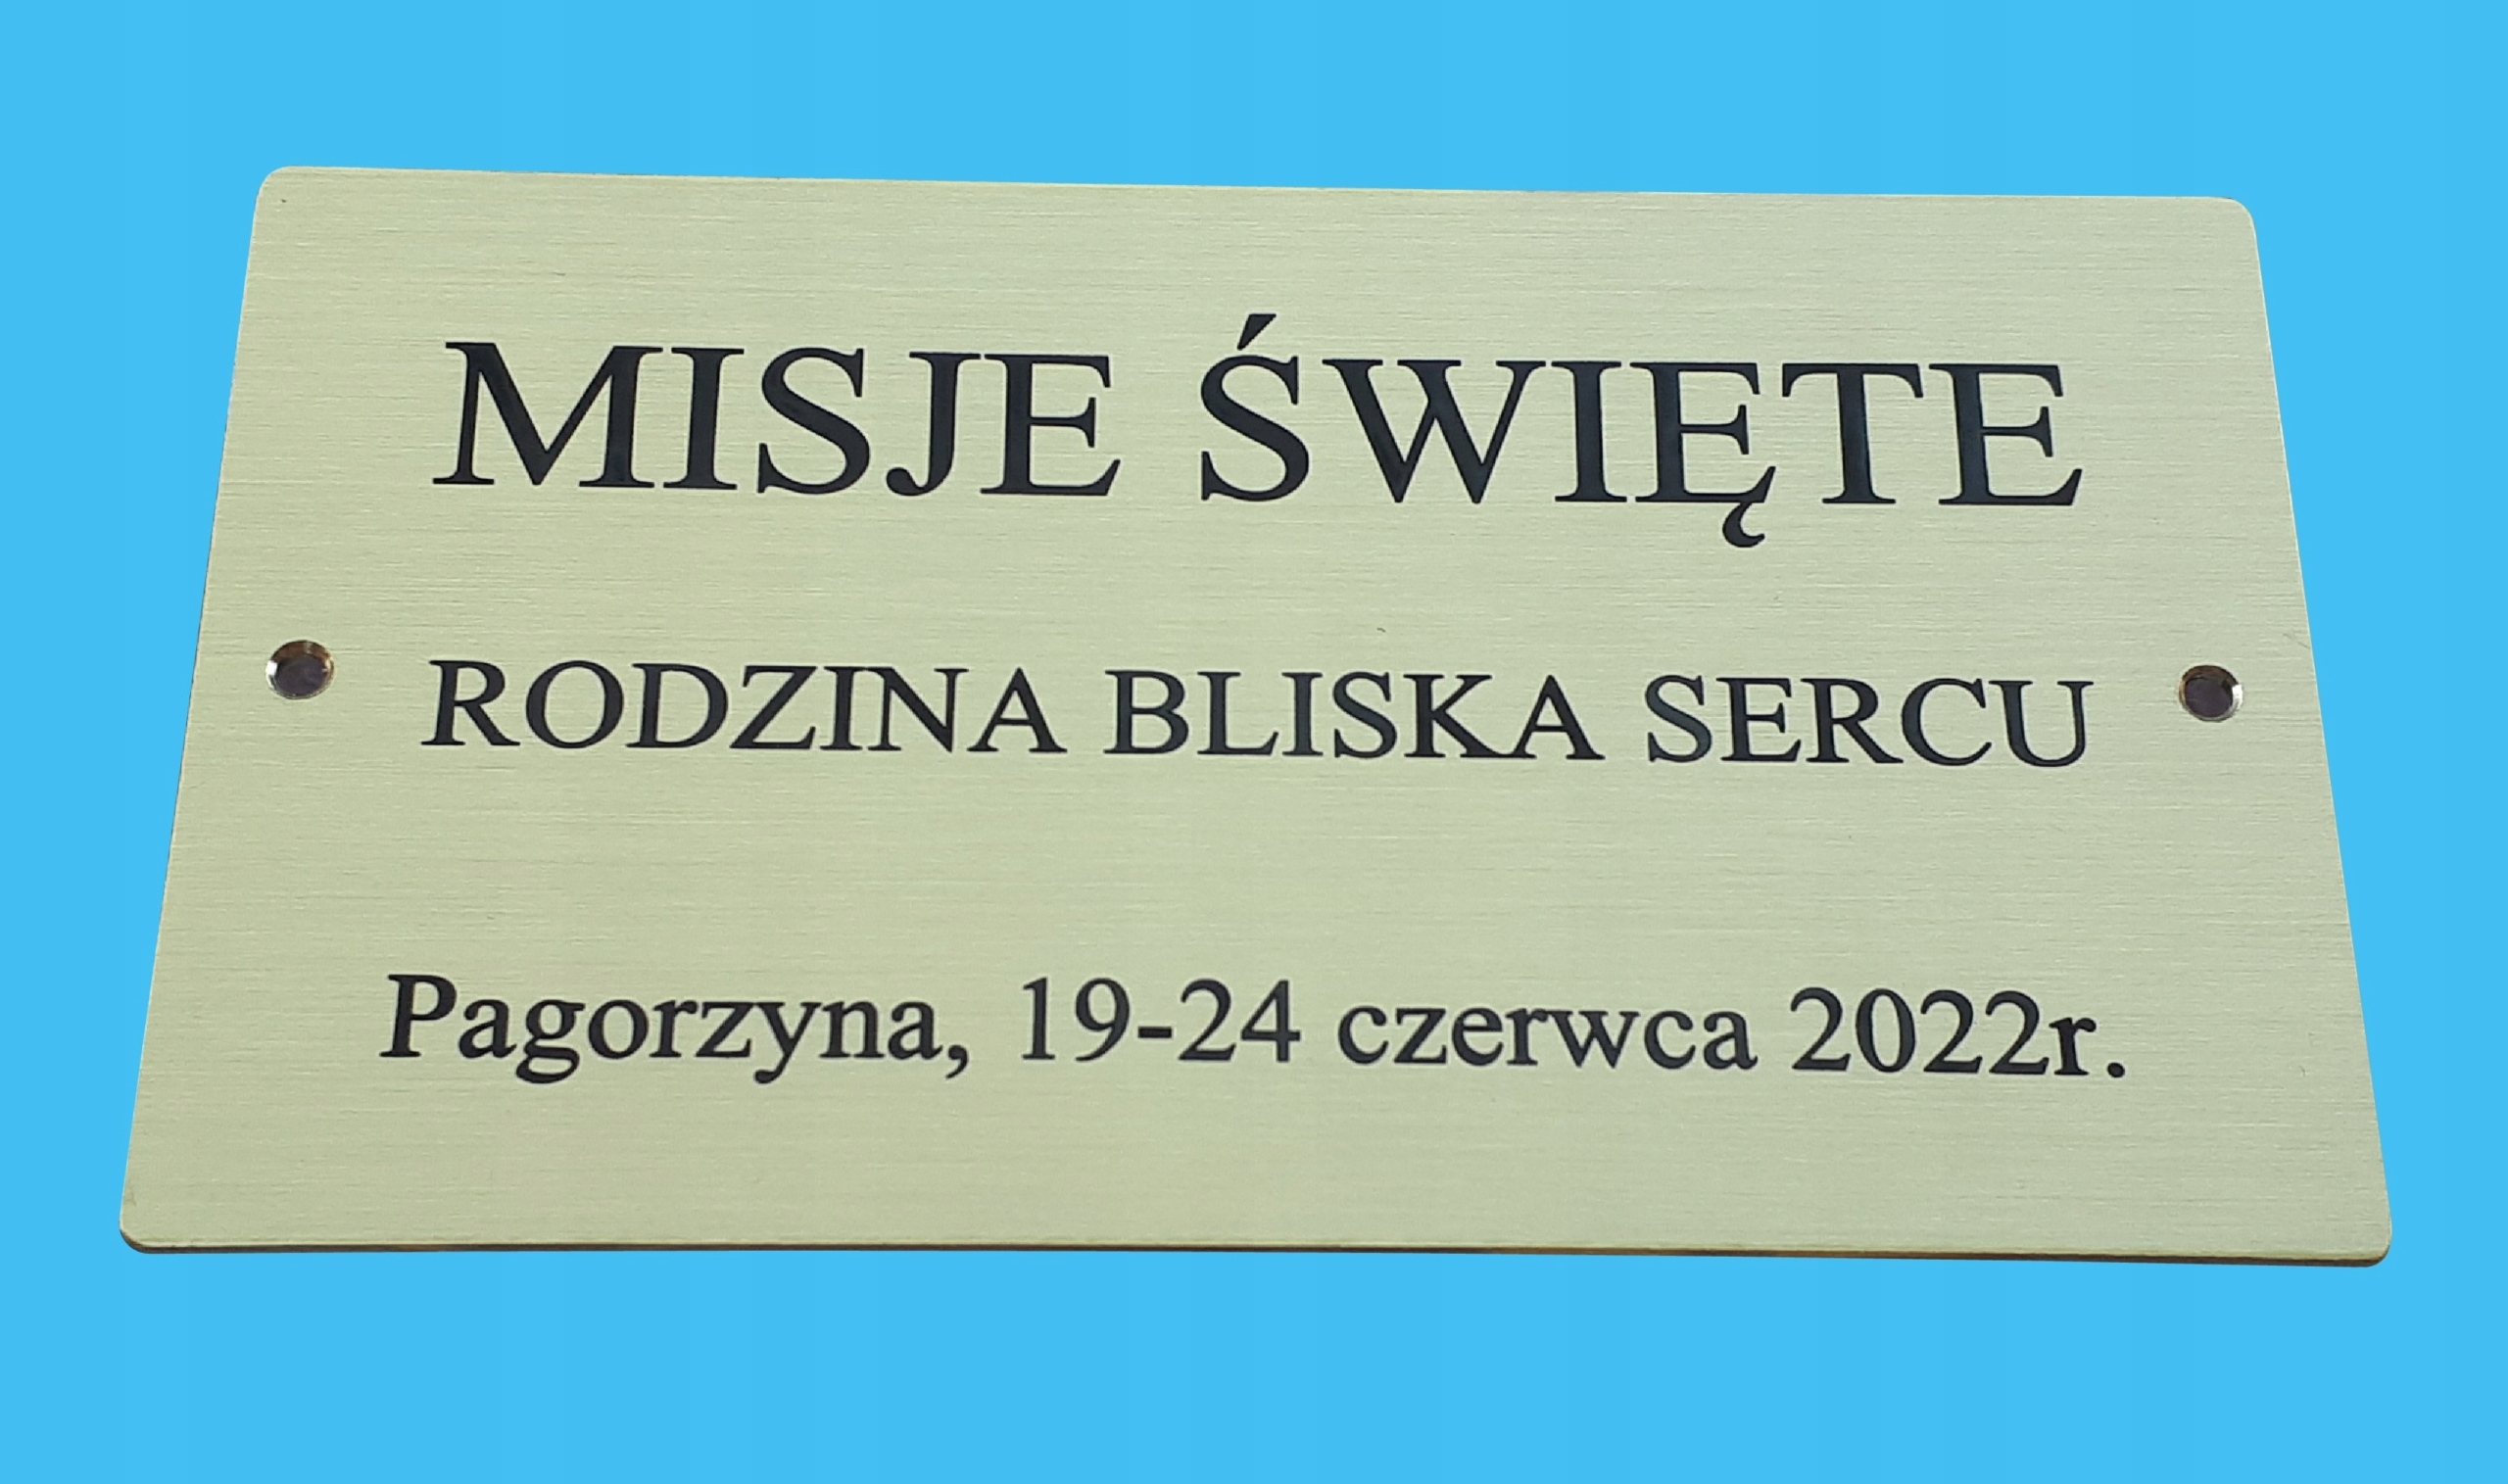 MISJE ŚWIĘTE
RODZINA BLISKA SERCU
Pagorzyna, 19-24 czerwca 2022r.